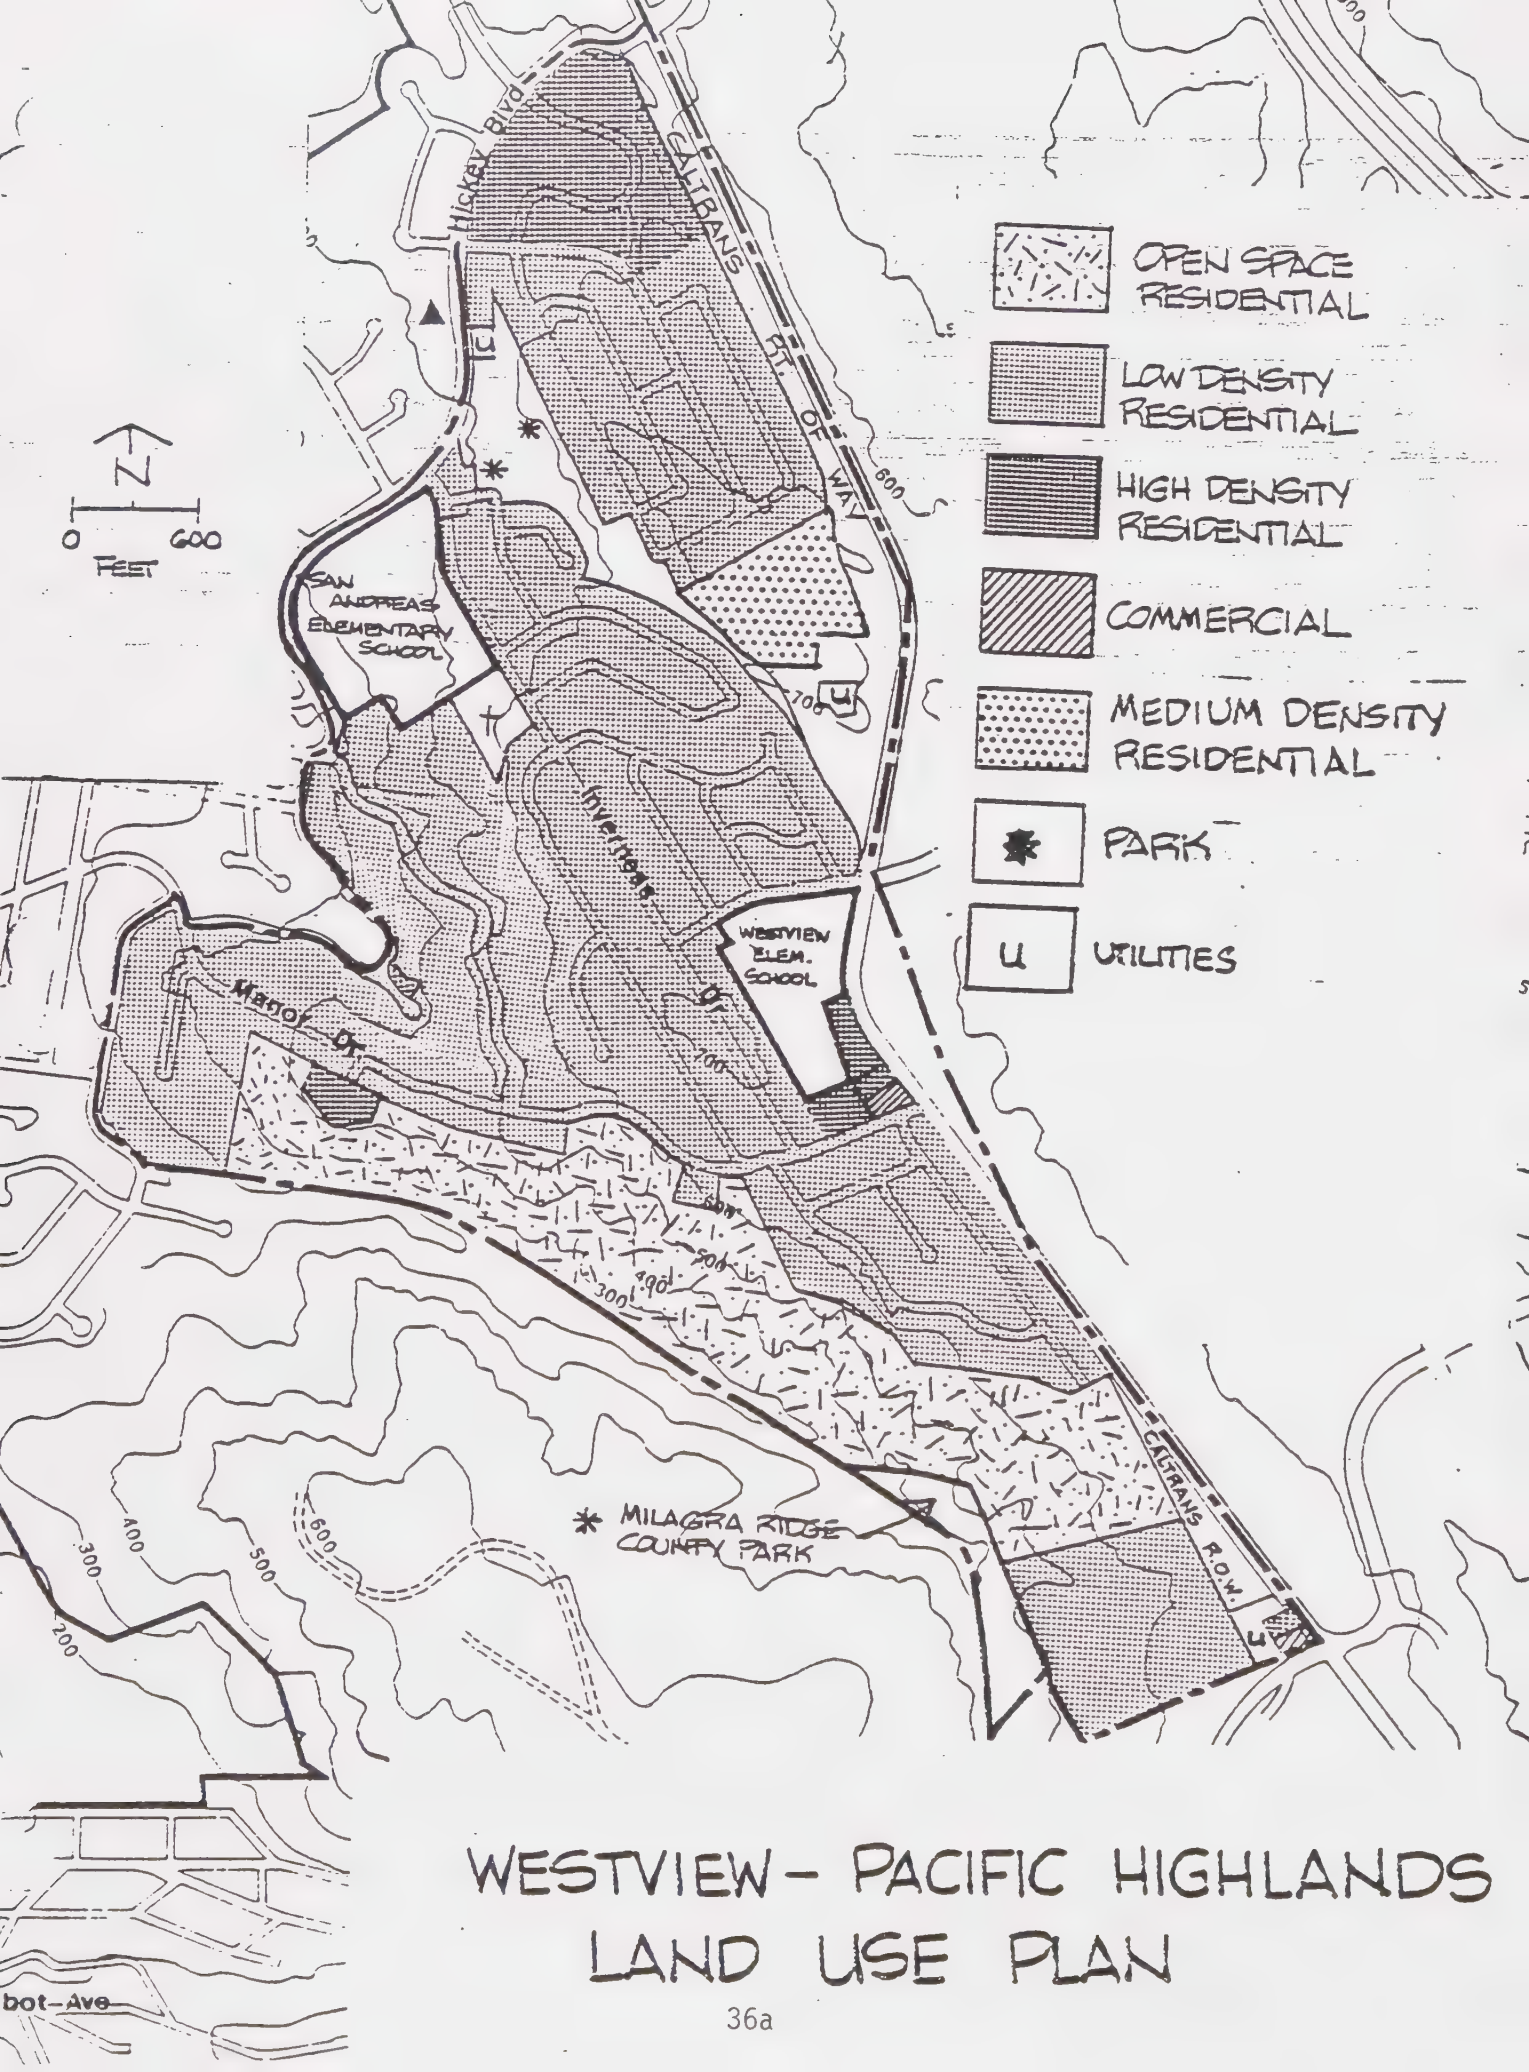 600
Hickey Blvd
CALTRANS
RT. OF WAY
OPEN SPACE
RESIDENTIAL
U
LOW DENSITY
RESIDENTIAL
N
0 600
FEET
600
HIGH DENSITY
RESIDENTIAL
SAN
ANDREAS
ELEMENTARY
SCHOOL
COMMERCIAL
700
U
MEDIUM DENSITY
RESIDENTIAL
Inverness
Dr
PARK
WESTVIEW
ELEM.
SCHOOL
U
UTILITIES
Manor Dr
700
600
500
400
300
CALTRANS R.O.W.
MILAGRA RIDGE
COUNTY PARK
600
500
400
300
200
U
WESTVIEW - PACIFIC HIGHLANDS
LAND USE PLAN
bot-Ave
36a